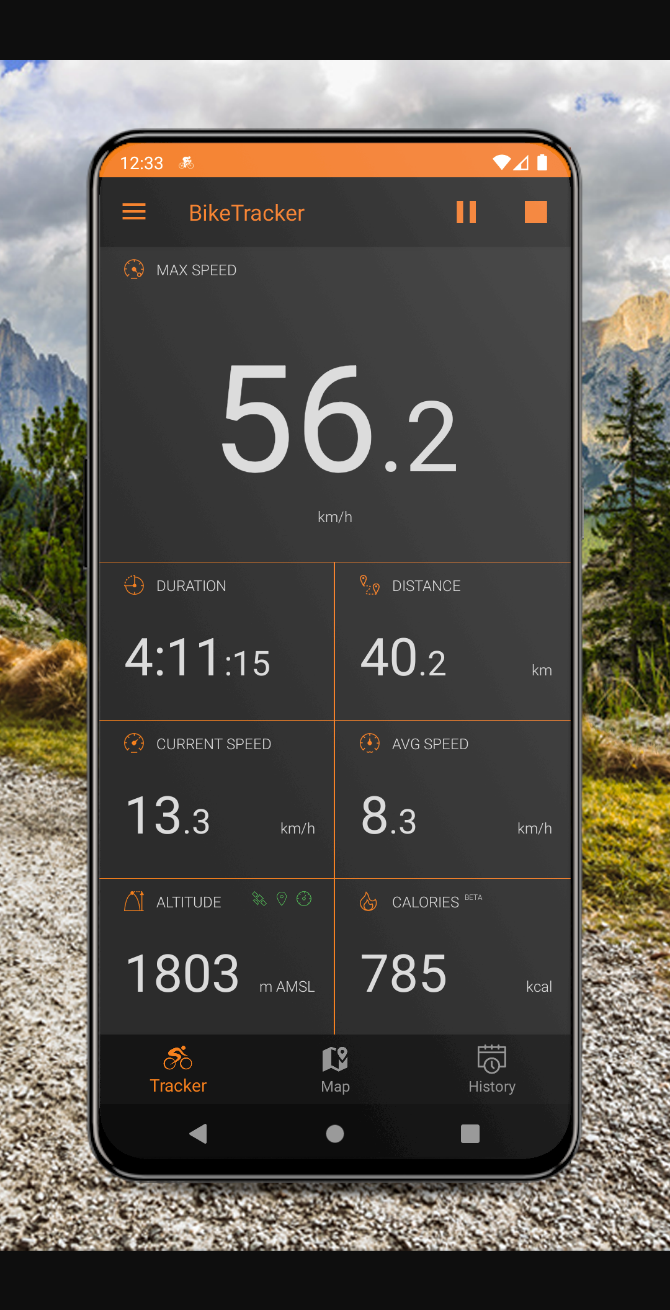 12:33
BikeTracker
MAX SPEED
56.2
km/h
DURATION
DISTANCE
4:11:15
40.2 km
CURRENT SPEED
AVG SPEED
13.3 km/h
8.3 km/h
ALTITUDE
CALORIES BETA
1803 m AMSL
785 kcal
Tracker
Map
History